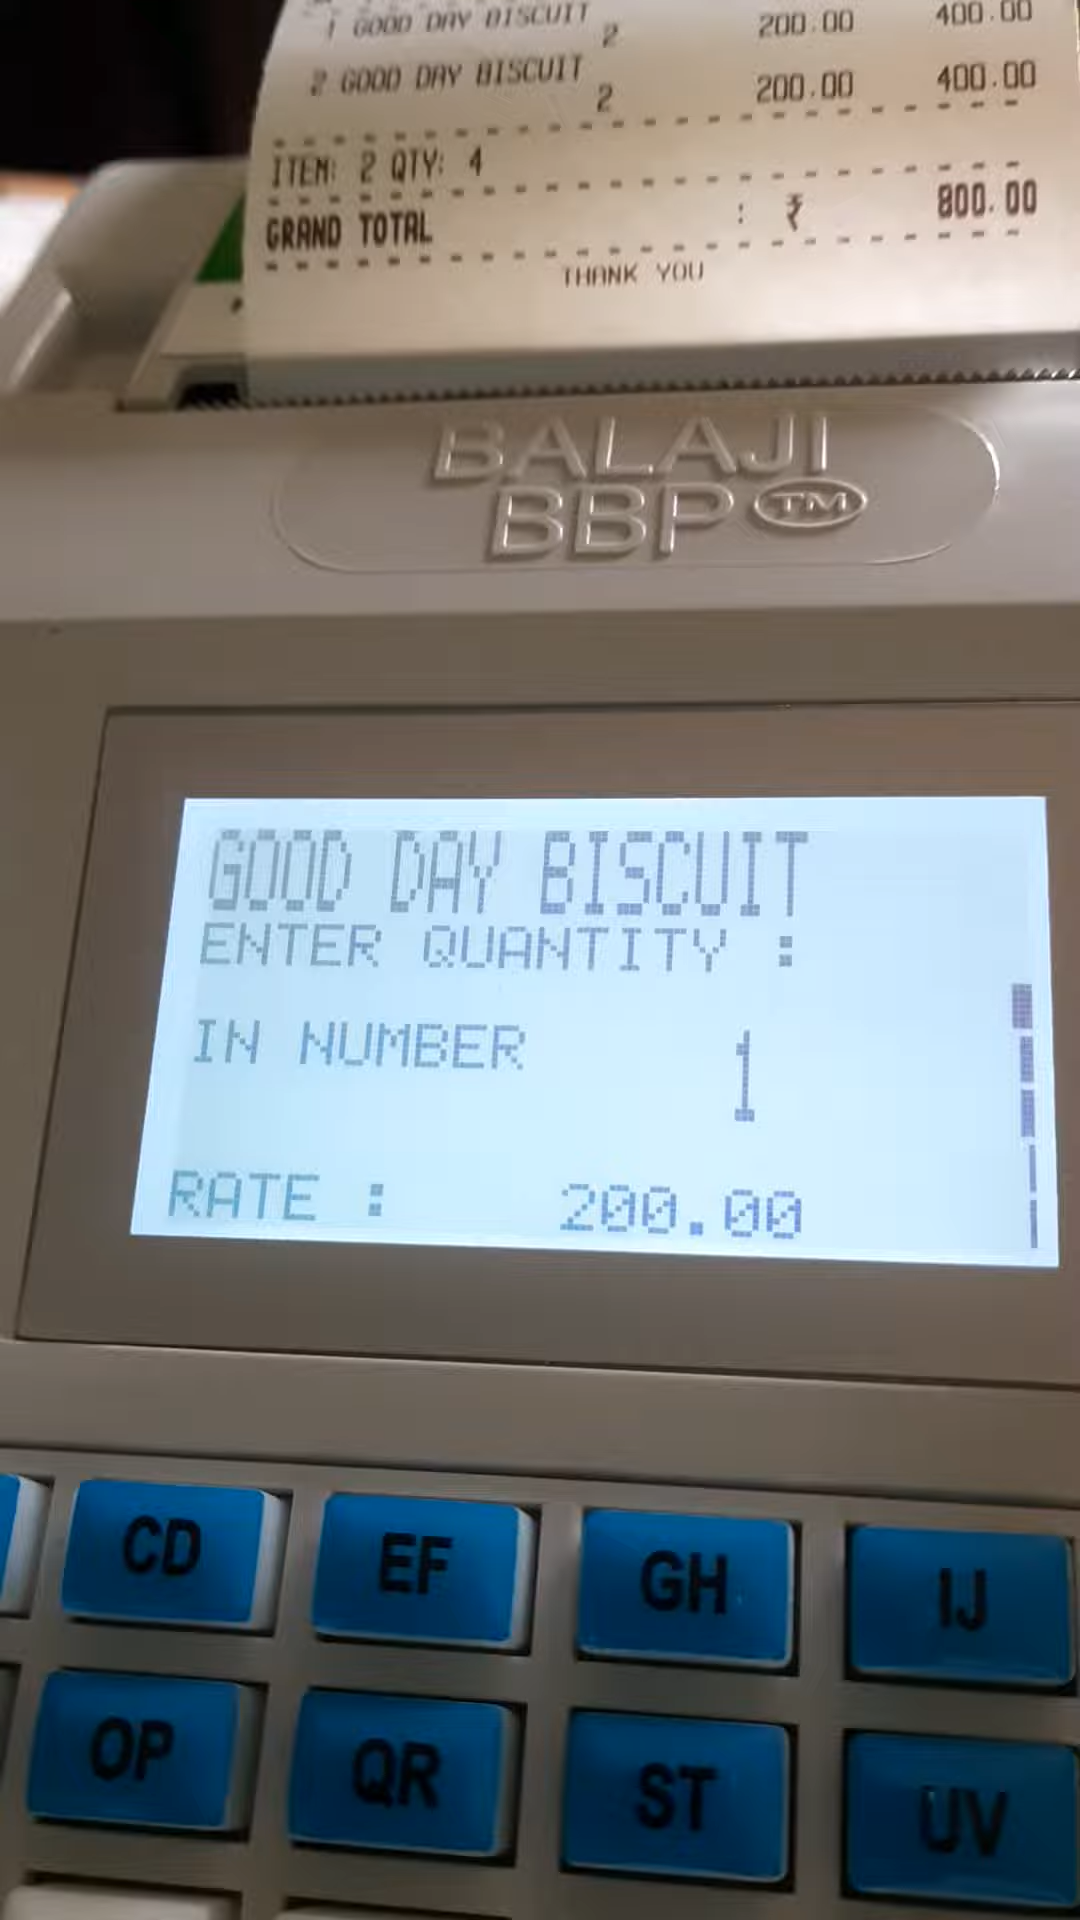 1 GOOD DAY BISCUIT
2 200.00 400.00
2 GOOD DAY BISCUIT
2 200.00 400.00
ITEM: 2 QTY: 4
GRAND TOTAL : ₹ 800.00
THANK YOU
BALAJI
BBP TM
GOOD DAY BISCUIT
ENTER QUANTITY :
IN NUMBER 1
RATE : 200.00
CD EF GH IJ
OP QR ST UV